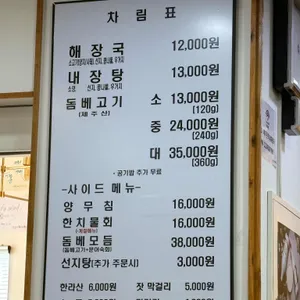 차림표
해장국 12,000원
내장탕 13,000원
돔베고기 소 13,000원
(제주산) (120g)
중 24,000원
(240g)
대 35,000원
(360g)
· 공기밥 추가 무료
-사이드 메뉴-
양무침 16,000원
한치물회 16,000원
돔베모듬 38,000원
선지탕(추가 주문시) 3,000원
한라산 6,000원 잣 막걸리 5,000원